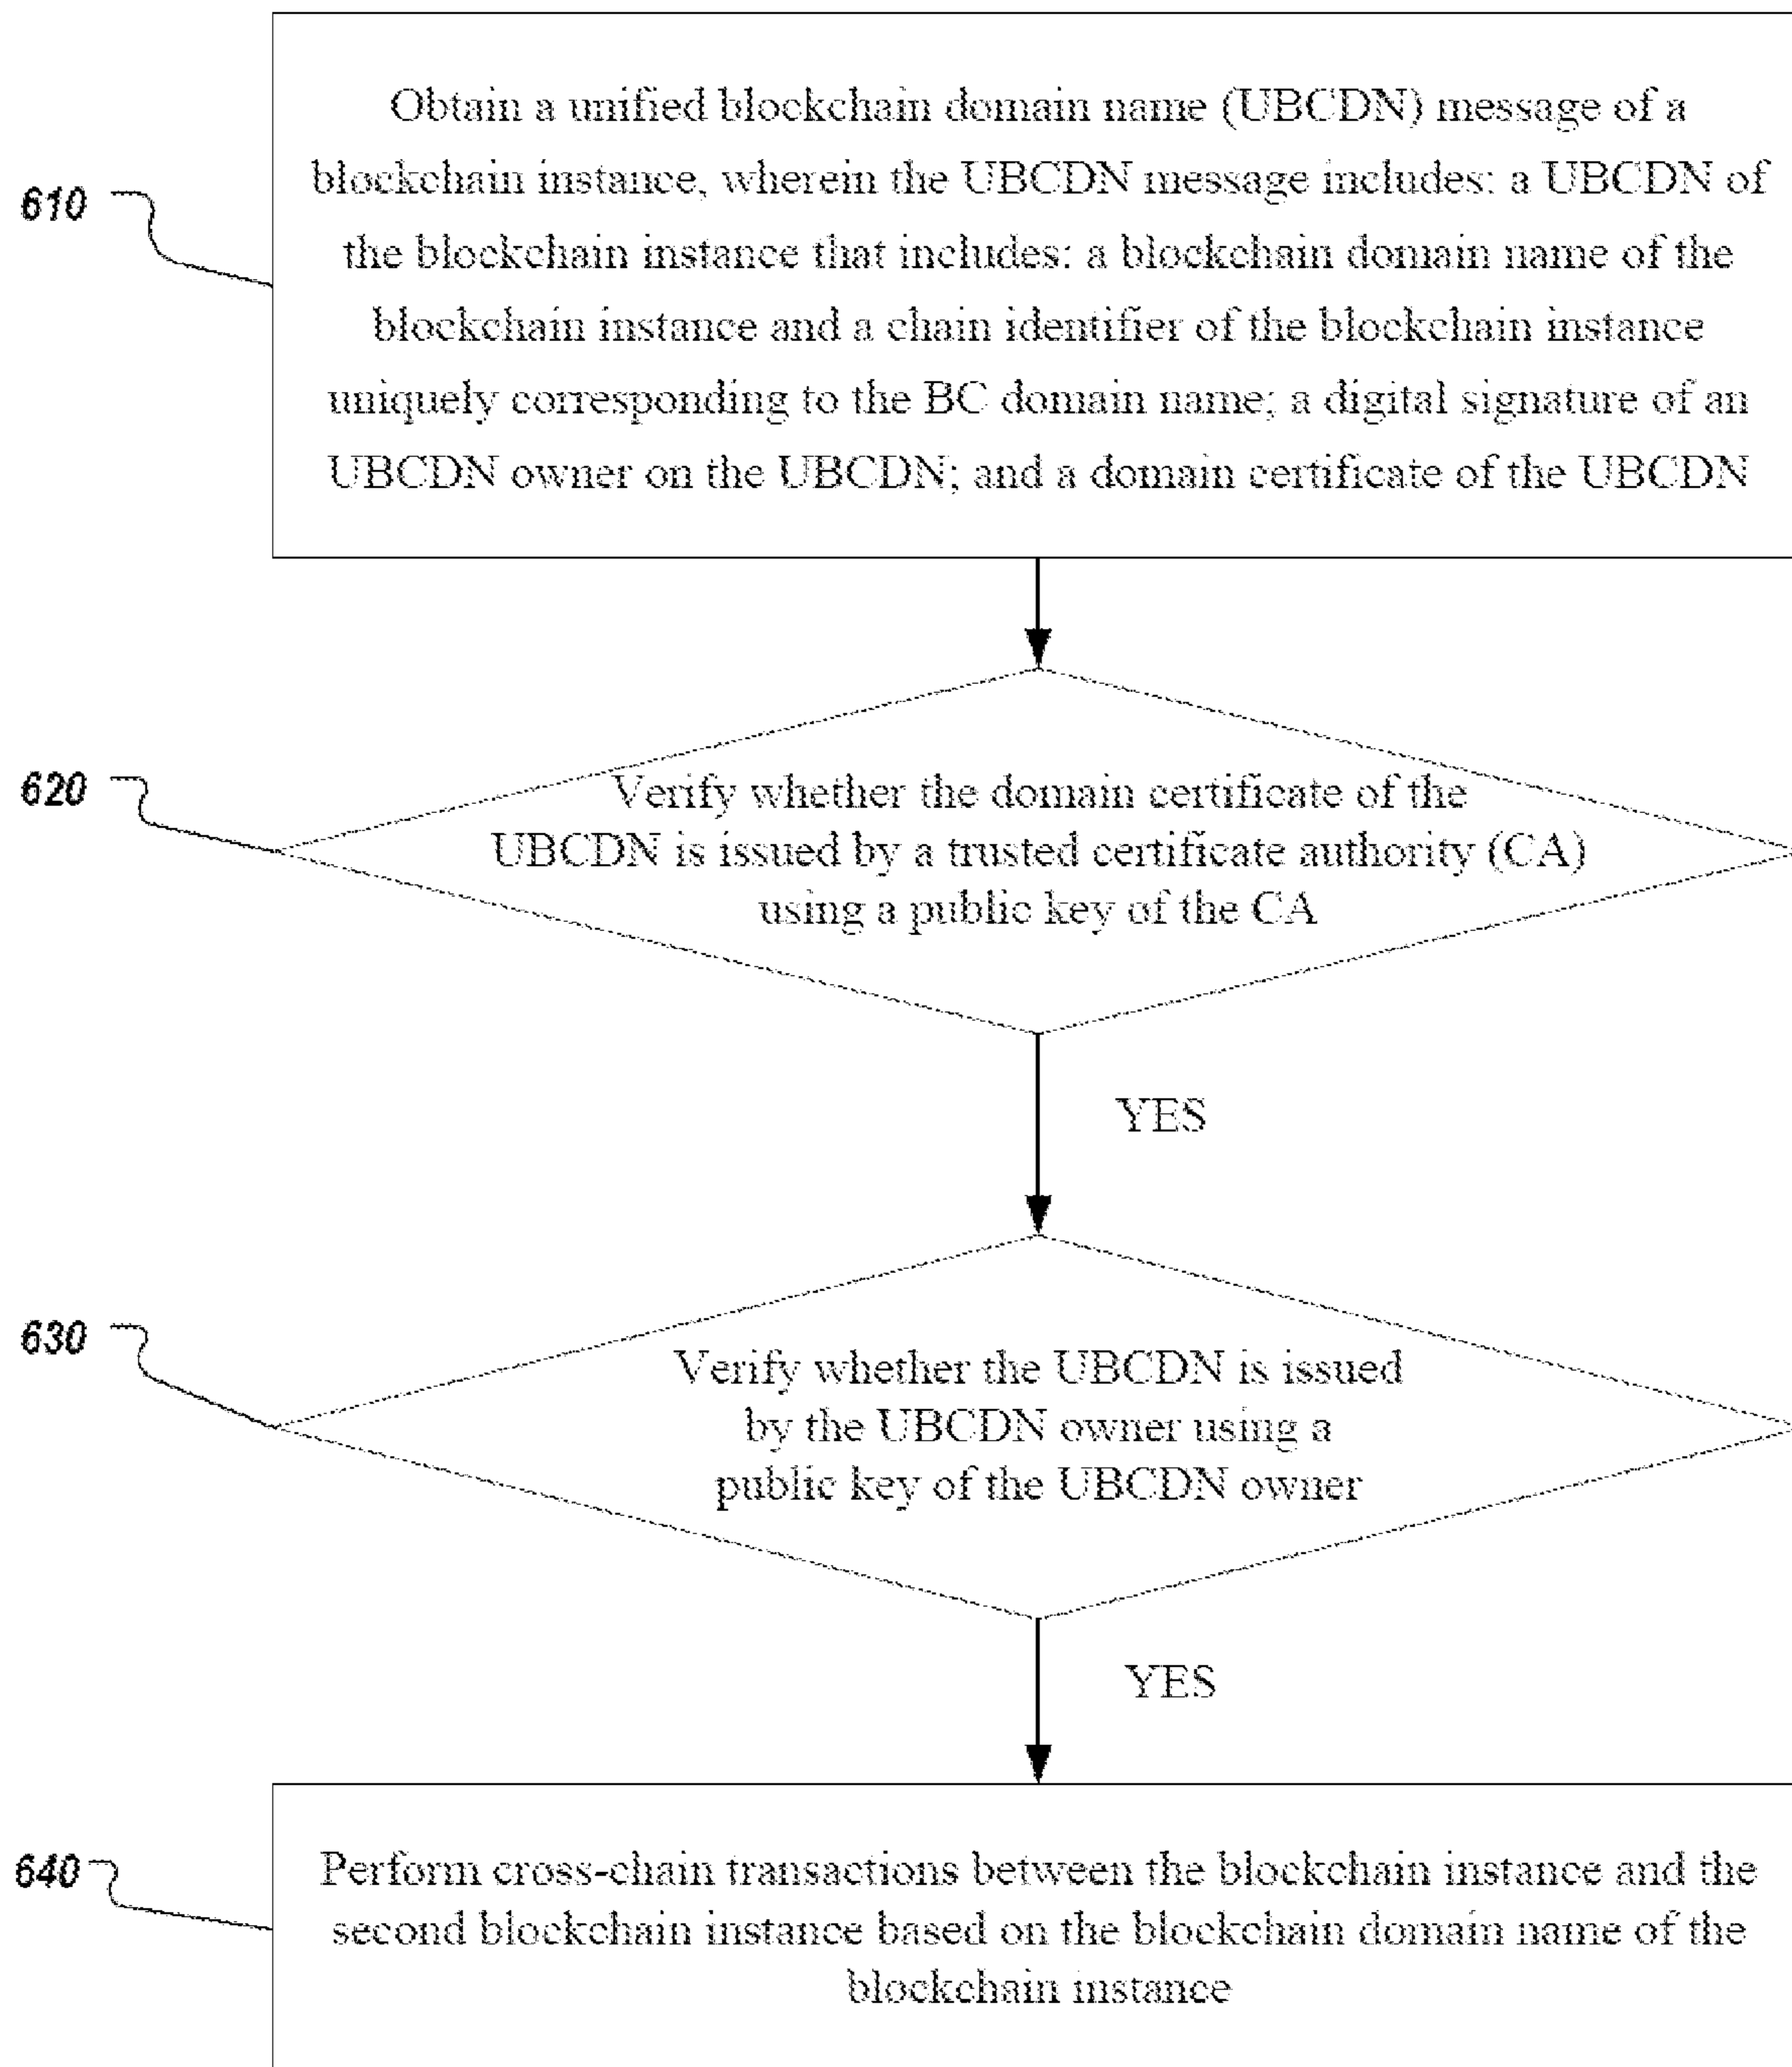 610
Obtain a unified blockchain domain name (UBCDN) message of a
blockchain instance, wherein the UBCDN message includes: a UBCDN of
the blockchain instance that includes: a blockchain domain name of the
blockchain instance and a chain identifier of the blockchain instance
uniquely corresponding to the BC domain name; a digital signature of an
UBCDN owner on the UBCDN; and a domain certificate of the UBCDN
620
Verify whether the domain certificate of the
UBCDN is issued by a trusted certificate authority (CA)
using a public key of the CA
YES
630
Verify whether the UBCDN is issued
by the UBCDN owner using a
public key of the UBCDN owner
YES
640
Perform cross-chain transactions between the blockchain instance and the
second blockchain instance based on the blockchain domain name of the
blockchain instance